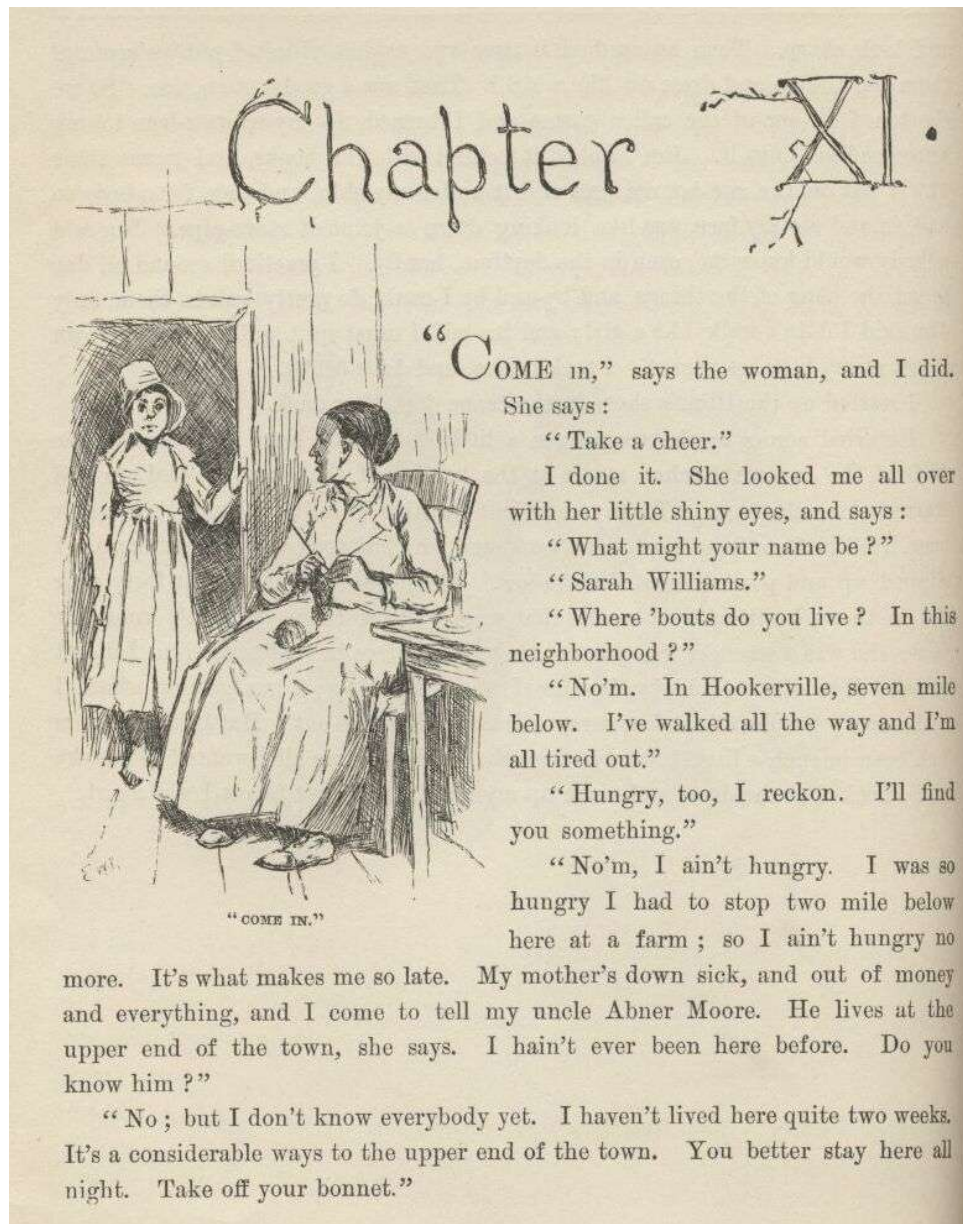 Chapter XI.
"COME in," says the woman, and I did.
She says :
"Take a cheer."
I done it. She looked me all over
with her little shiny eyes, and says :
"What might your name be ?"
"Sarah Williams."
"Where 'bouts do you live ? In this
neighborhood ?"
"No'm. In Hookerville, seven mile
below. I've walked all the way and I'm
all tired out."
"Hungry, too, I reckon. I'll find
you something."
"No'm, I ain't hungry. I was so
hungry I had to stop two mile below
here at a farm ; so I ain't hungry no
"COME IN."
more. It's what makes me so late. My mother's down sick, and out of money
and everything, and I come to tell my uncle Abner Moore. He lives at the
upper end of the town, she says. I hain't ever been here before. Do you
know him ?"
"No ; but I don't know everybody yet. I haven't lived here quite two weeks.
It's a considerable ways to the upper end of the town. You better stay here all
night. Take off your bonnet."